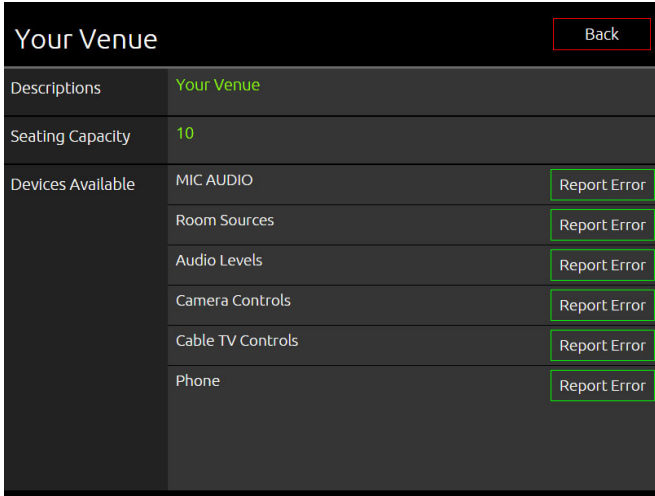 Your Venue
Back
Descriptions
Your Venue
Seating Capacity
10
Devices Available
MIC AUDIO
Report Error
Room Sources
Report Error
Audio Levels
Report Error
Camera Controls
Report Error
Cable TV Controls
Report Error
Phone
Report Error